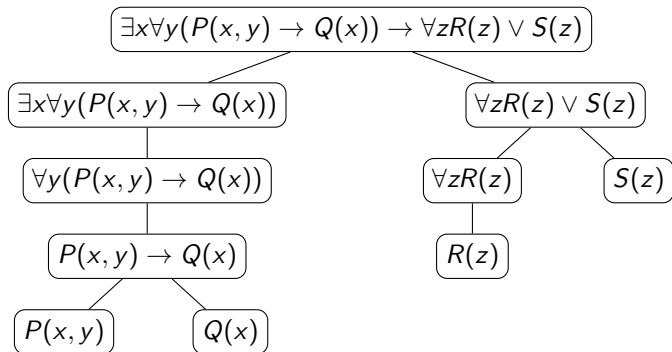 ∃x∀y(P(x, y) → Q(x)) → ∀zR(z) ∨ S(z)
∃x∀y(P(x, y) → Q(x))
∀zR(z) ∨ S(z)
∀y(P(x, y) → Q(x))
∀zR(z)
S(z)
P(x, y) → Q(x)
R(z)
P(x, y)
Q(x)